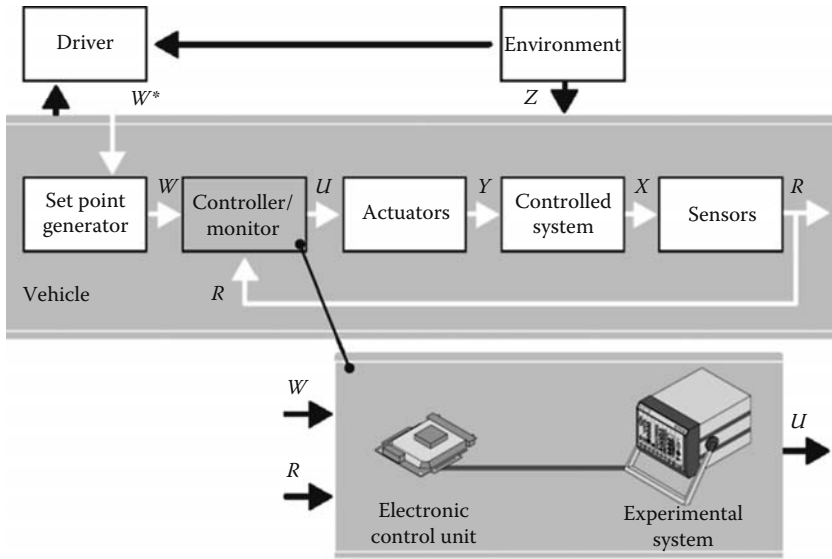 Driver
Environment
W*
Z
Set point
generator
W
Controller/
monitor
U
Actuators
Y
Controlled
system
X
Sensors
R
Vehicle
R
W
R
U
Electronic
control unit
Experimental
system